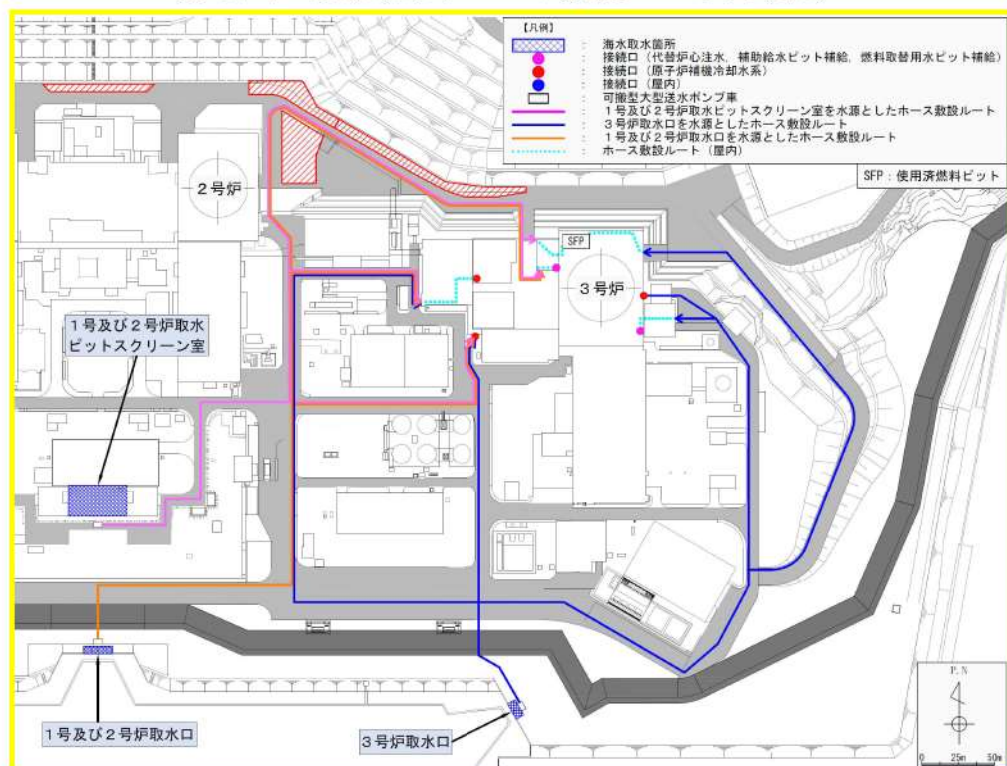 【凡例】
： 海水取水箇所
： 接続口（代替炉心注水，補助給水ピット補給，燃料取替用水ピット補給）
： 接続口（原子炉補機冷却水系）
： 接続口（屋内）
： 可搬型大型送水ポンプ車
： １号及び２号炉取水ピットスクリーン室を水源としたホース敷設ルート
： ３号炉取水口を水源としたホース敷設ルート
： １号及び２号炉取水口を水源としたホース敷設ルート
： ホース敷設ルート（屋内）
SFP：使用済燃料ピット
２号炉
SFP
３号炉
１号及び２号炉取水
ピットスクリーン室
１号及び２号炉取水口
３号炉取水口
P.N
0 25m 50m